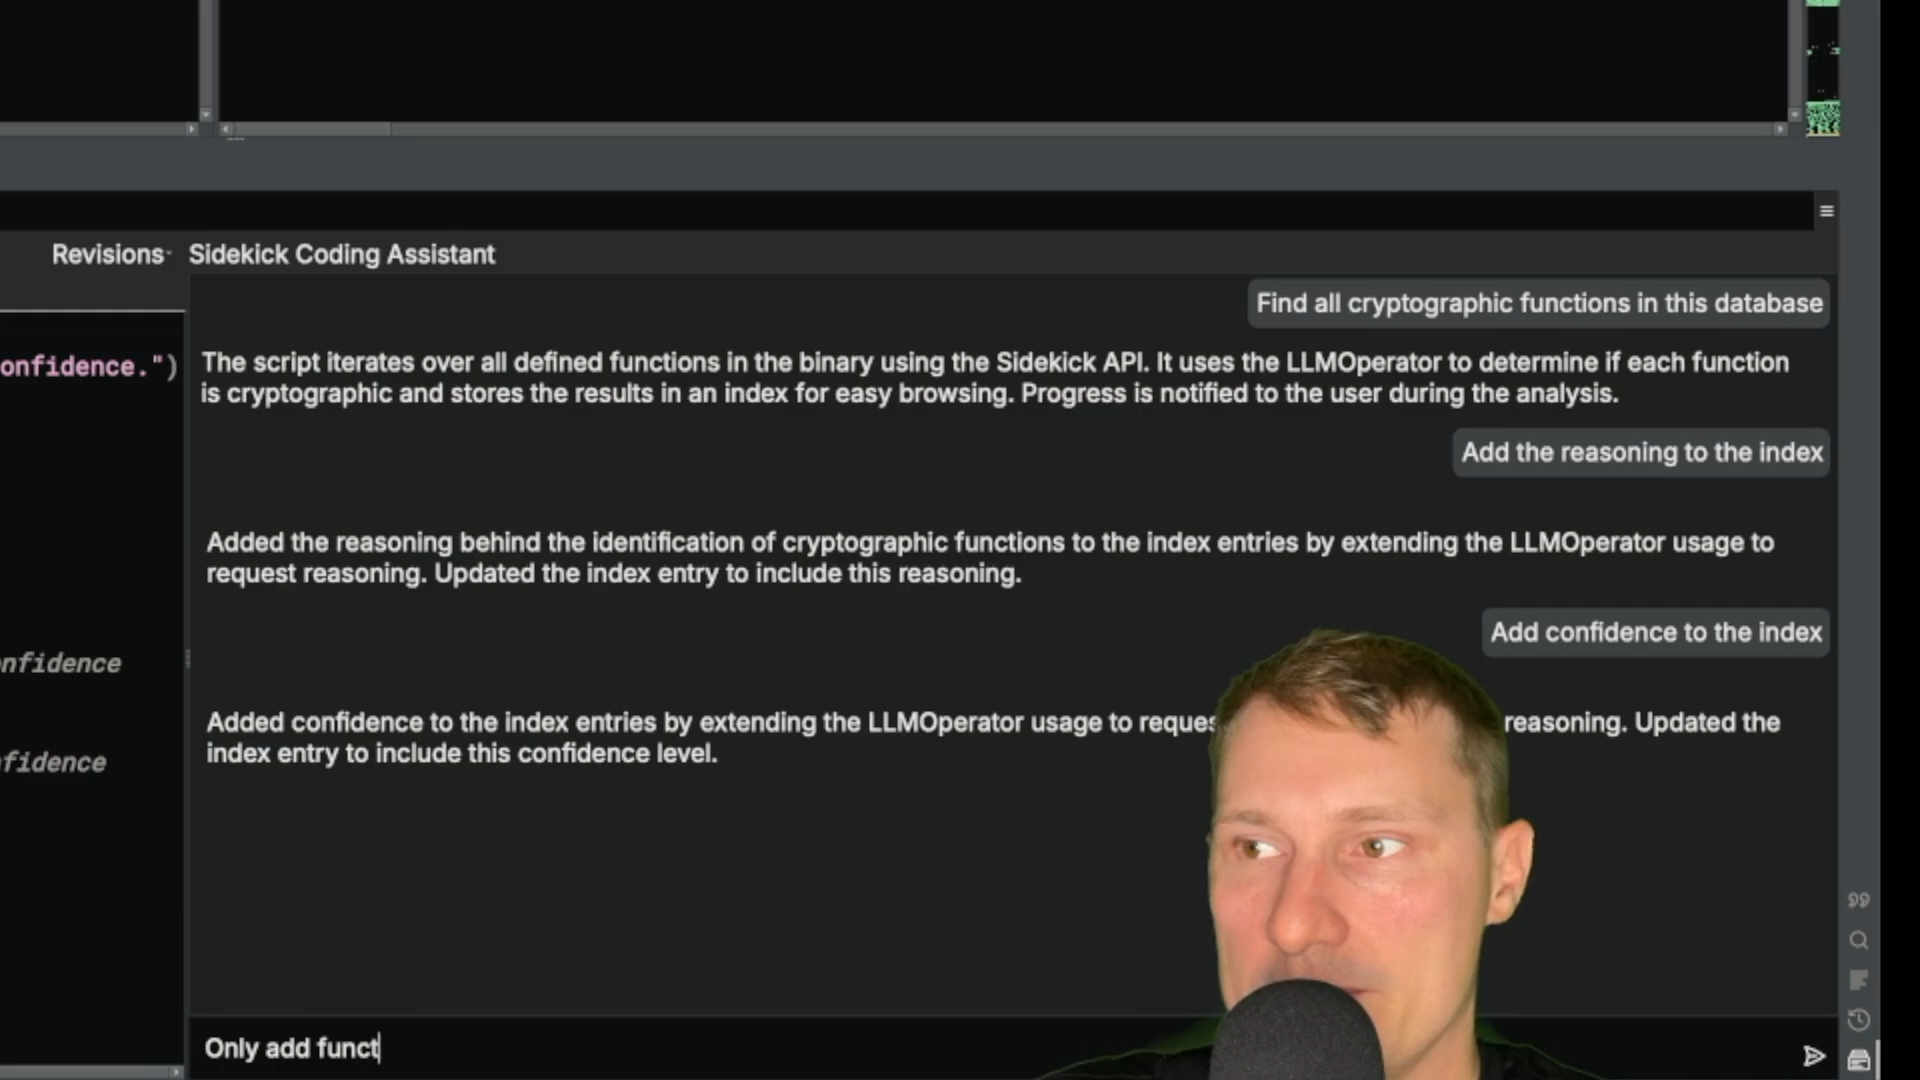 Revisions
Sidekick Coding Assistant
Find all cryptographic functions in this database
onfidence.")
The script iterates over all defined functions in the binary using the Sidekick API. It uses the LLMOperator to determine if each function
is cryptographic and stores the results in an index for easy browsing. Progress is notified to the user during the analysis.
Add the reasoning to the index
Added the reasoning behind the identification of cryptographic functions to the index entries by extending the LLMOperator usage to
request reasoning. Updated the index entry to include this reasoning.
Add confidence to the index
nfidence
Added confidence to the index entries by extending the LLMOperator usage to reques reasoning. Updated the
index entry to include this confidence level.
fidence
Only add funct